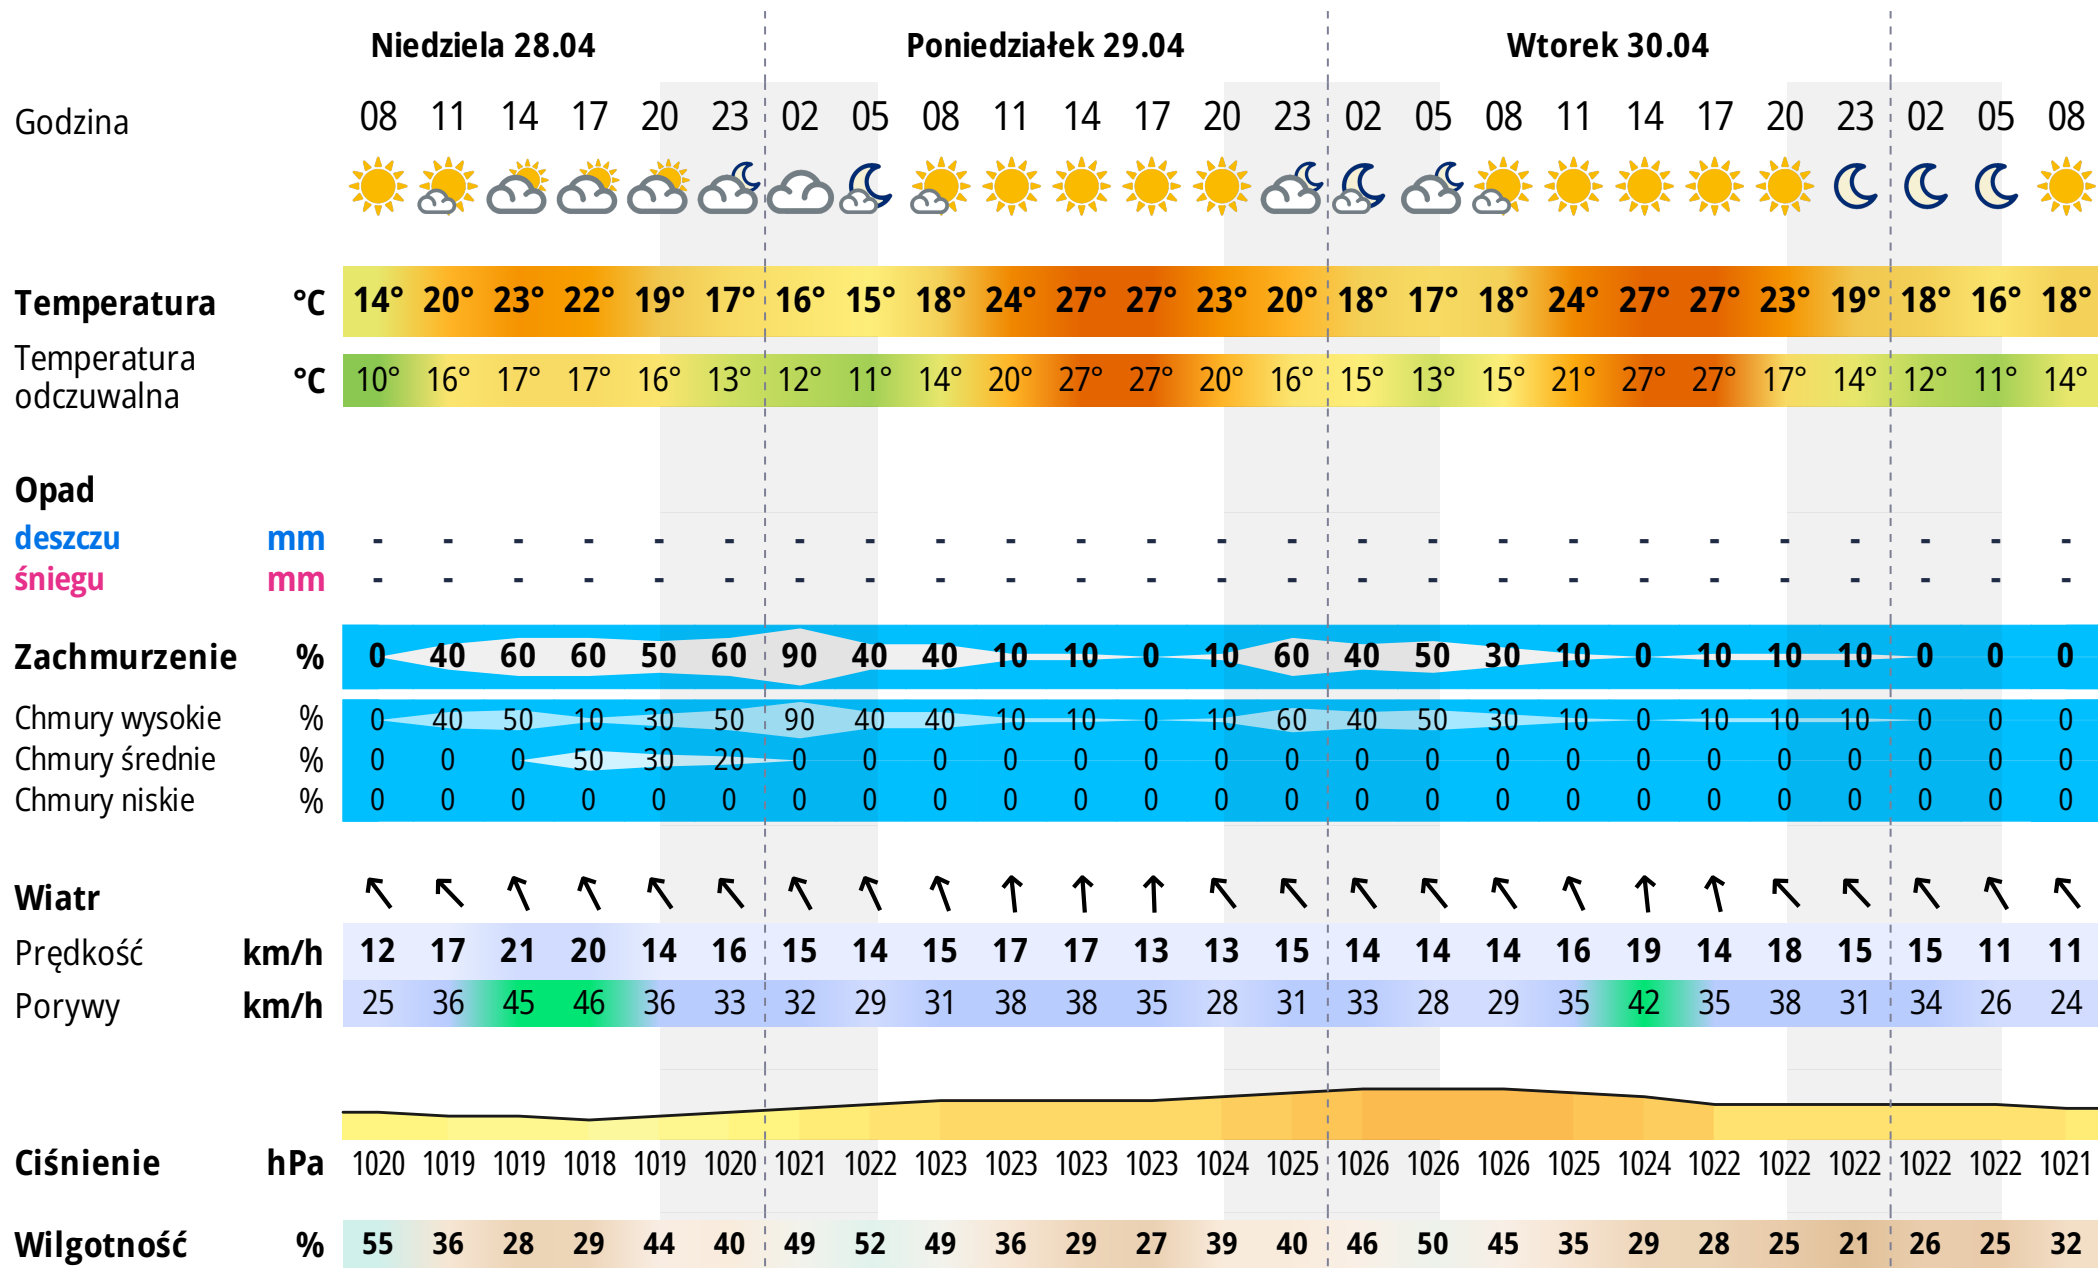 Niedziela 28.04 Poniedziałek 29.04 Wtorek 30.04
Godzina 08 11 14 17 20 23 02 05 08 11 14 17 20 23 02 05 08 11 14 17 20 23 02 05 08
Temperatura °C 14° 20° 23° 22° 19° 17° 16° 15° 18° 24° 27° 27° 23° 20° 18° 17° 18° 24° 27° 27° 23° 19° 18° 16° 18°
Temperatura
odczuwalna °C 10° 16° 17° 17° 16° 13° 12° 11° 14° 20° 27° 27° 20° 16° 15° 13° 15° 21° 27° 27° 17° 14° 12° 11° 14°
Opad
deszczu mm - - - - - - - - - - - - - - - - - - - - - - - - -
śniegu mm - - - - - - - - - - - - - - - - - - - - - - - - -
Zachmurzenie % 0 40 60 60 50 60 90 40 40 10 10 0 10 60 40 50 30 10 0 10 10 10 0 0 0
Chmury wysokie % 0 40 50 10 30 50 90 40 40 10 10 0 10 60 40 50 30 10 0 10 10 10 0 0 0
Chmury średnie % 0 0 0 50 30 20 0 0 0 0 0 0 0 0 0 0 0 0 0 0 0 0 0 0 0
Chmury niskie % 0 0 0 0 0 0 0 0 0 0 0 0 0 0 0 0 0 0 0 0 0 0 0 0 0
Wiatr
Prędkość km/h 12 17 21 20 14 16 15 14 15 17 17 13 13 15 14 14 14 16 19 14 18 15 15 11 11
Porywy km/h 25 36 45 46 36 33 32 29 31 38 38 35 28 31 33 28 29 35 42 35 38 31 34 26 24
Ciśnienie hPa 1020 1019 1019 1018 1019 1020 1021 1022 1023 1023 1023 1023 1024 1025 1026 1026 1026 1025 1024 1022 1022 1022 1022 1022 1021
Wilgotność % 55 36 28 29 44 40 49 52 49 36 29 27 39 40 46 50 45 35 29 28 25 21 26 25 32